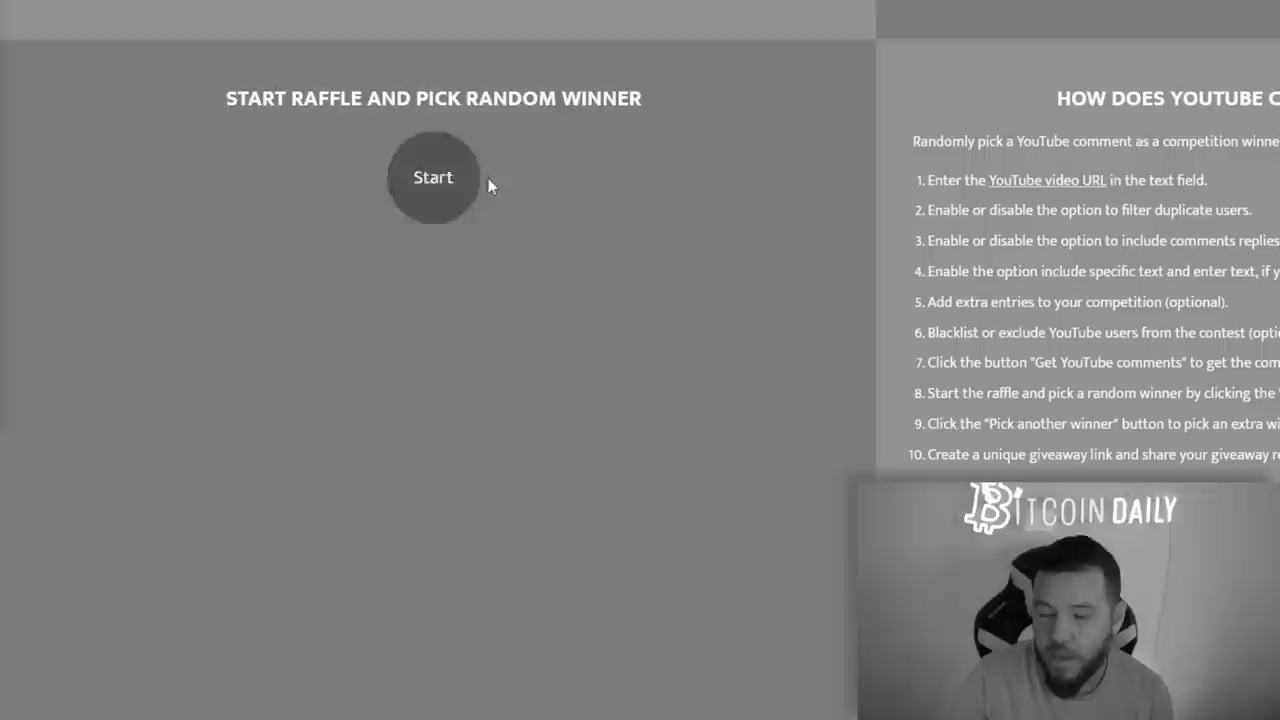 START RAFFLE AND PICK RANDOM WINNER
Start
HOW DOES YOUTUBE C
Randomly pick a YouTube comment as a competition winne
1. Enter the YouTube video URL in the text field.
2. Enable or disable the option to filter duplicate users.
3. Enable or disable the option to include comments replies
4. Enable the option include specific text and enter text, if y
5. Add extra entries to your competition (optional).
6. Blacklist or exclude YouTube users from the contest (optio
7. Click the button "Get YouTube comments" to get the com
8. Start the raffle and pick a random winner by clicking the "
9. Click the "Pick another winner" button to pick an extra wi
10. Create a unique giveaway link and share your giveaway re
BITCOIN DAILY